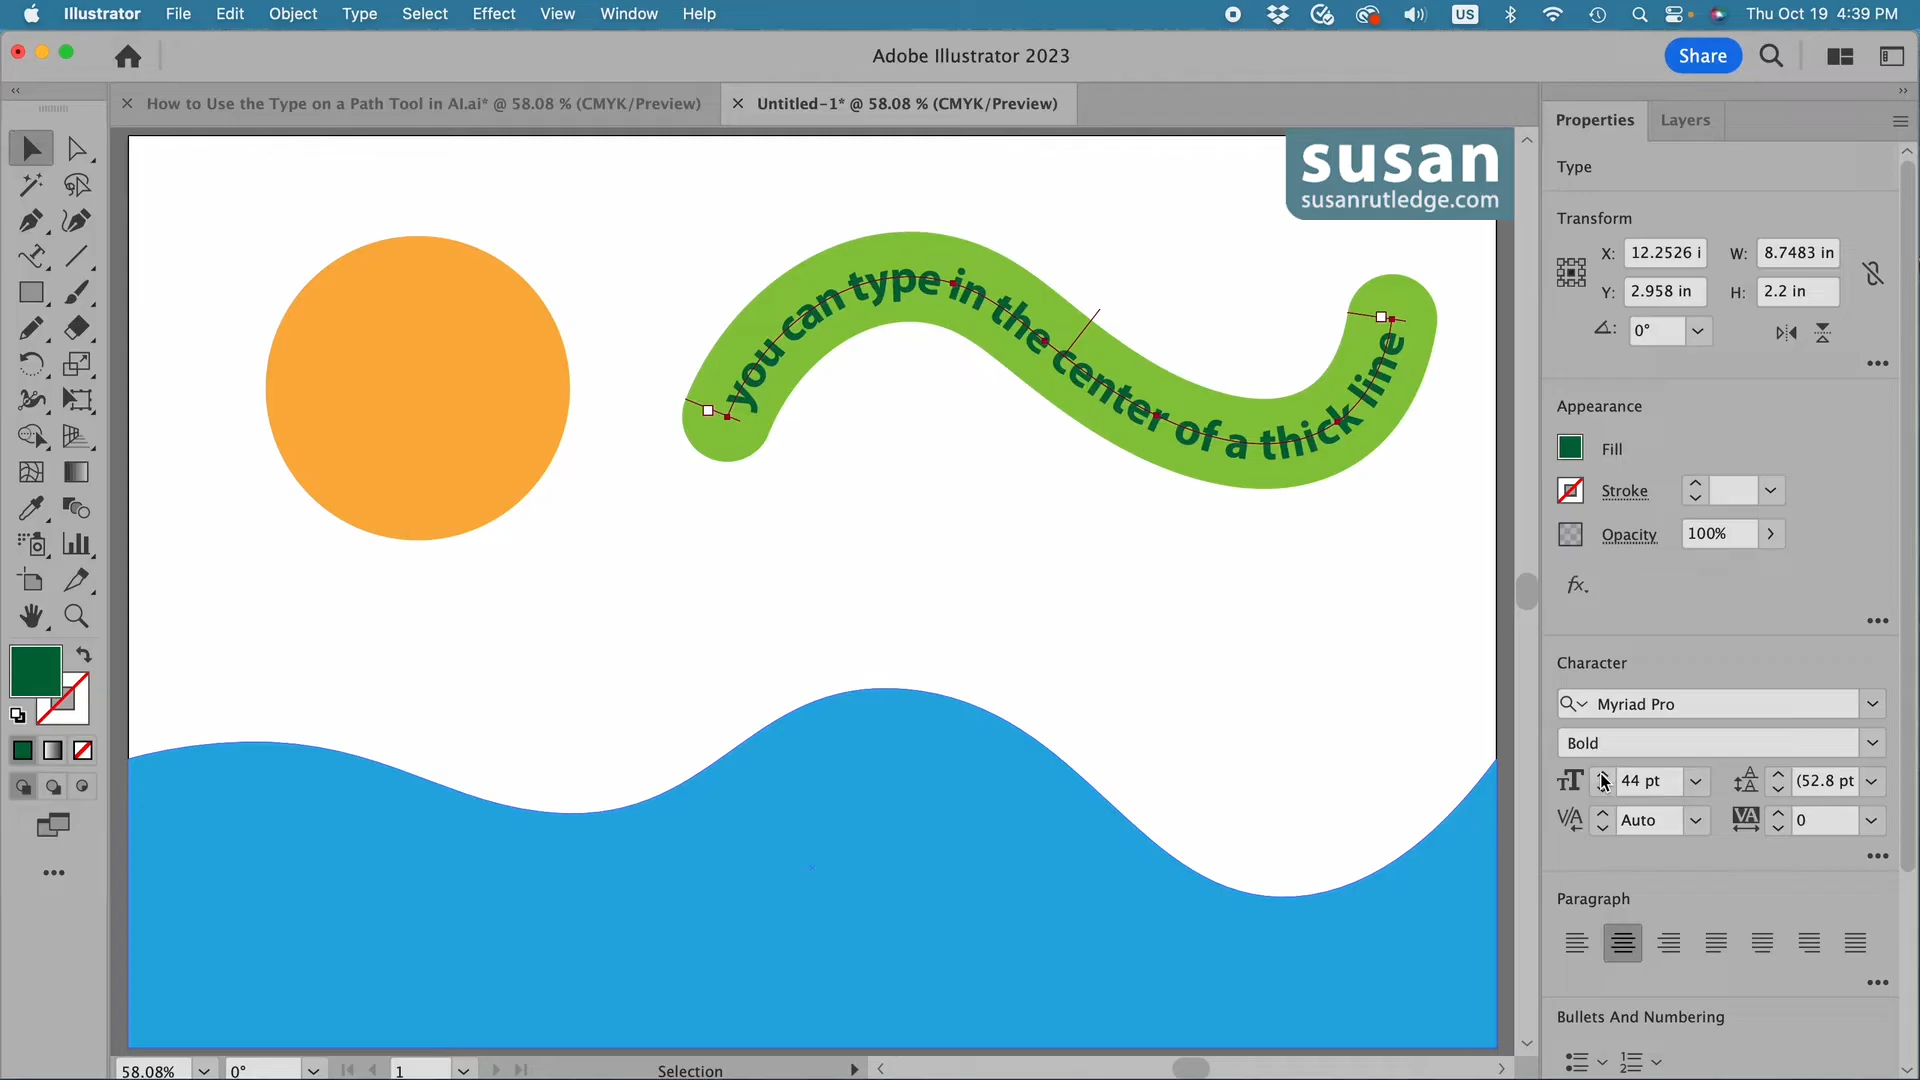 Illustrator File Edit Object Type Select Effect View Window Help
US Thu Oct 19 4:39 PM
Adobe Illustrator 2023
Share
× How to Use the Type on a Path Tool in AI.ai* @ 58.08 % (CMYK/Preview)
× Untitled-1* @ 58.08 % (CMYK/Preview)
Properties Layers
susan
susanrutledge.com
you can type in the center of a thick line
Type
Transform
X: 12.2526 i W: 8.7483 in
Y: 2.958 in H: 2.2 in
0°
Appearance
Fill
Stroke
Opacity 100%
fx
Character
Myriad Pro
Bold
44 pt (52.8 pt
Auto 0
Paragraph
Bullets And Numbering
58.08% 0° 1 Selection